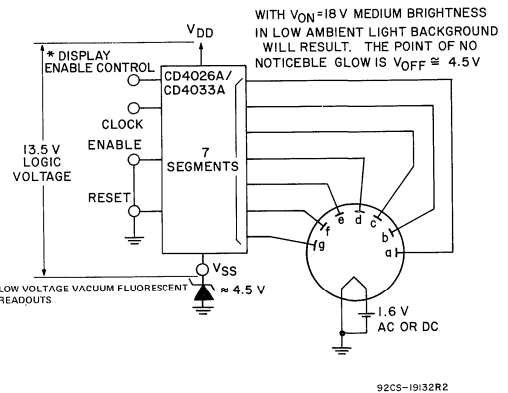 WITH VON=18 V MEDIUM BRIGHTNESS
IN LOW AMBIENT LIGHT BACKGROUND
WILL RESULT. THE POINT OF NO
NOTICEABLE GLOW IS VOFF ≅ 4.5V
VDD
* DISPLAY
ENABLE CONTROL
CD4026A/
CD4033A
CLOCK
ENABLE
13.5 V
LOGIC
VOLTAGE
7
SEGMENTS
RESET
a
b
c
d
e
f
g
VSS
LOW VOLTAGE VACUUM FLUORESCENT
READOUTS
≈ 4.5 V
1.6 V
AC OR DC
92CS-19132R2